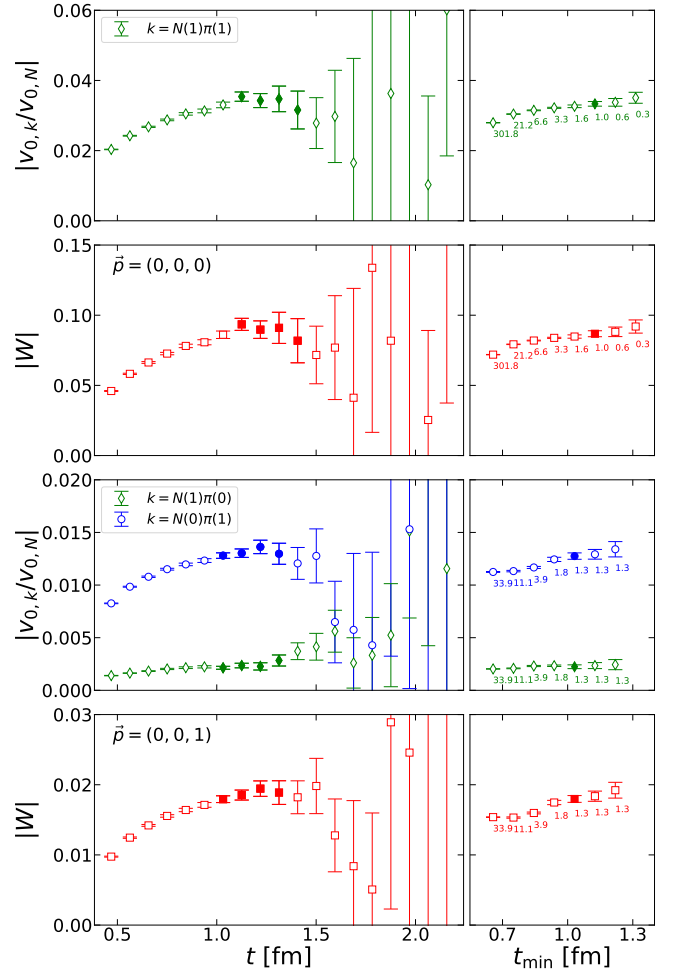 0.06
k = N(1)π(1)
0.04
|v₀,ₖ/v₀,N|
0.02
301.8 21.2 6.6 3.3 1.6 1.0 0.6 0.3
0.00
0.15
p⃗ = (0, 0, 0)
0.10
|W|
301.8 21.2 6.6 3.3 1.6 1.0 0.6 0.3
0.05
0.00
0.020
k = N(1)π(0)
k = N(0)π(1)
0.015
|v₀,ₖ/v₀,N|
0.010
33.9 11.1 3.9 1.8 1.3 1.3 1.3
0.005
33.9 11.1 3.9 1.8 1.3 1.3 1.3
0.000
0.03
p⃗ = (0, 0, 1)
0.02
|W|
33.9 11.1 3.9 1.8 1.3 1.3 1.3
0.01
0.00
0.5 1.0 1.5 2.0 0.7 1.0 1.3
t [fm] t_min [fm]